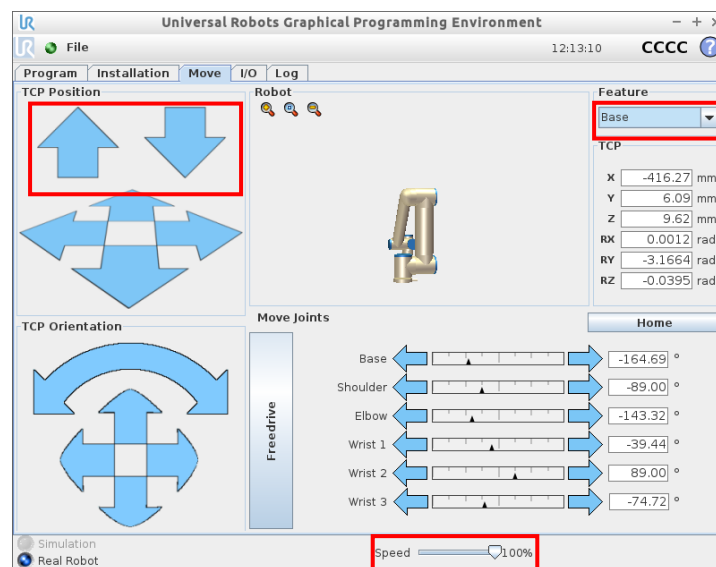 UR Universal Robots Graphical Programming Environment
UR File 12:13:10 CCCC ?
Program Installation Move I/O Log
TCP Position
Robot
Feature
Base
TCP
X -416.27 mm
Y 6.09 mm
Z 9.62 mm
RX 0.0012 rad
RY -3.1664 rad
RZ -0.0395 rad
TCP Orientation
Move Joints
Home
Freedrive
Base -164.69 °
Shoulder -89.00 °
Elbow -143.32 °
Wrist 1 -39.44 °
Wrist 2 89.00 °
Wrist 3 -74.72 °
Simulation
Real Robot
Speed 100%